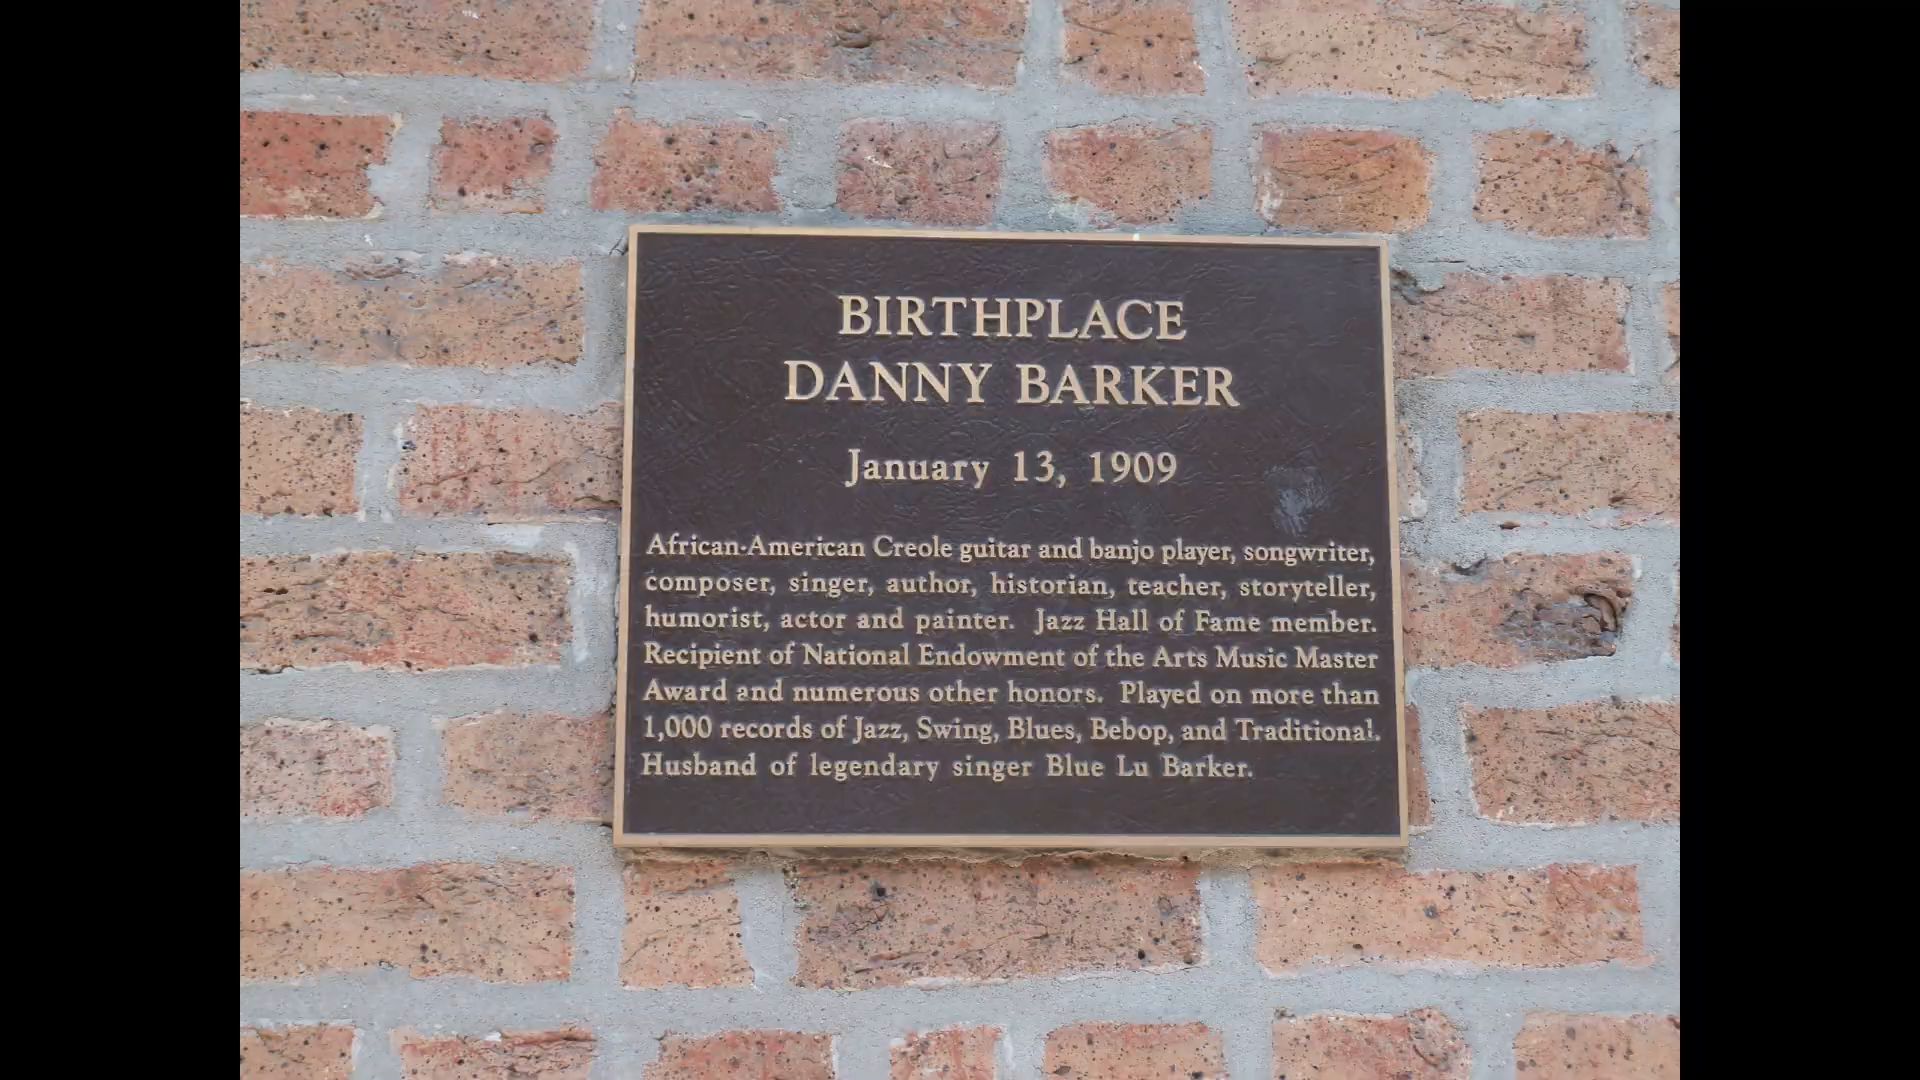 BIRTHPLACE
DANNY BARKER
January 13, 1909
African-American Creole guitar and banjo player, songwriter,
composer, singer, author, historian, teacher, storyteller,
humorist, actor and painter. Jazz Hall of Fame member.
Recipient of National Endowment of the Arts Music Master
Award and numerous other honors. Played on more than
1,000 records of Jazz, Swing, Blues, Bebop, and Traditional.
Husband of legendary singer Blue Lu Barker.